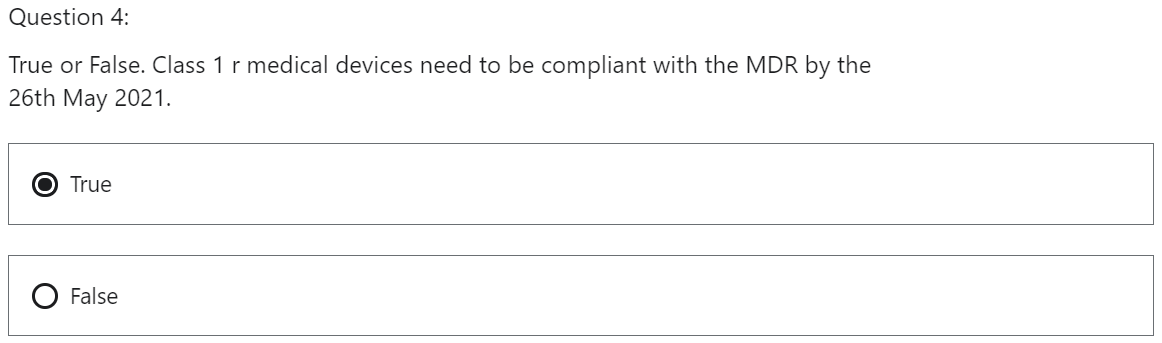 Question 4:
True or False. Class 1 r medical devices need to be compliant with the MDR by the
26th May 2021.
True
False